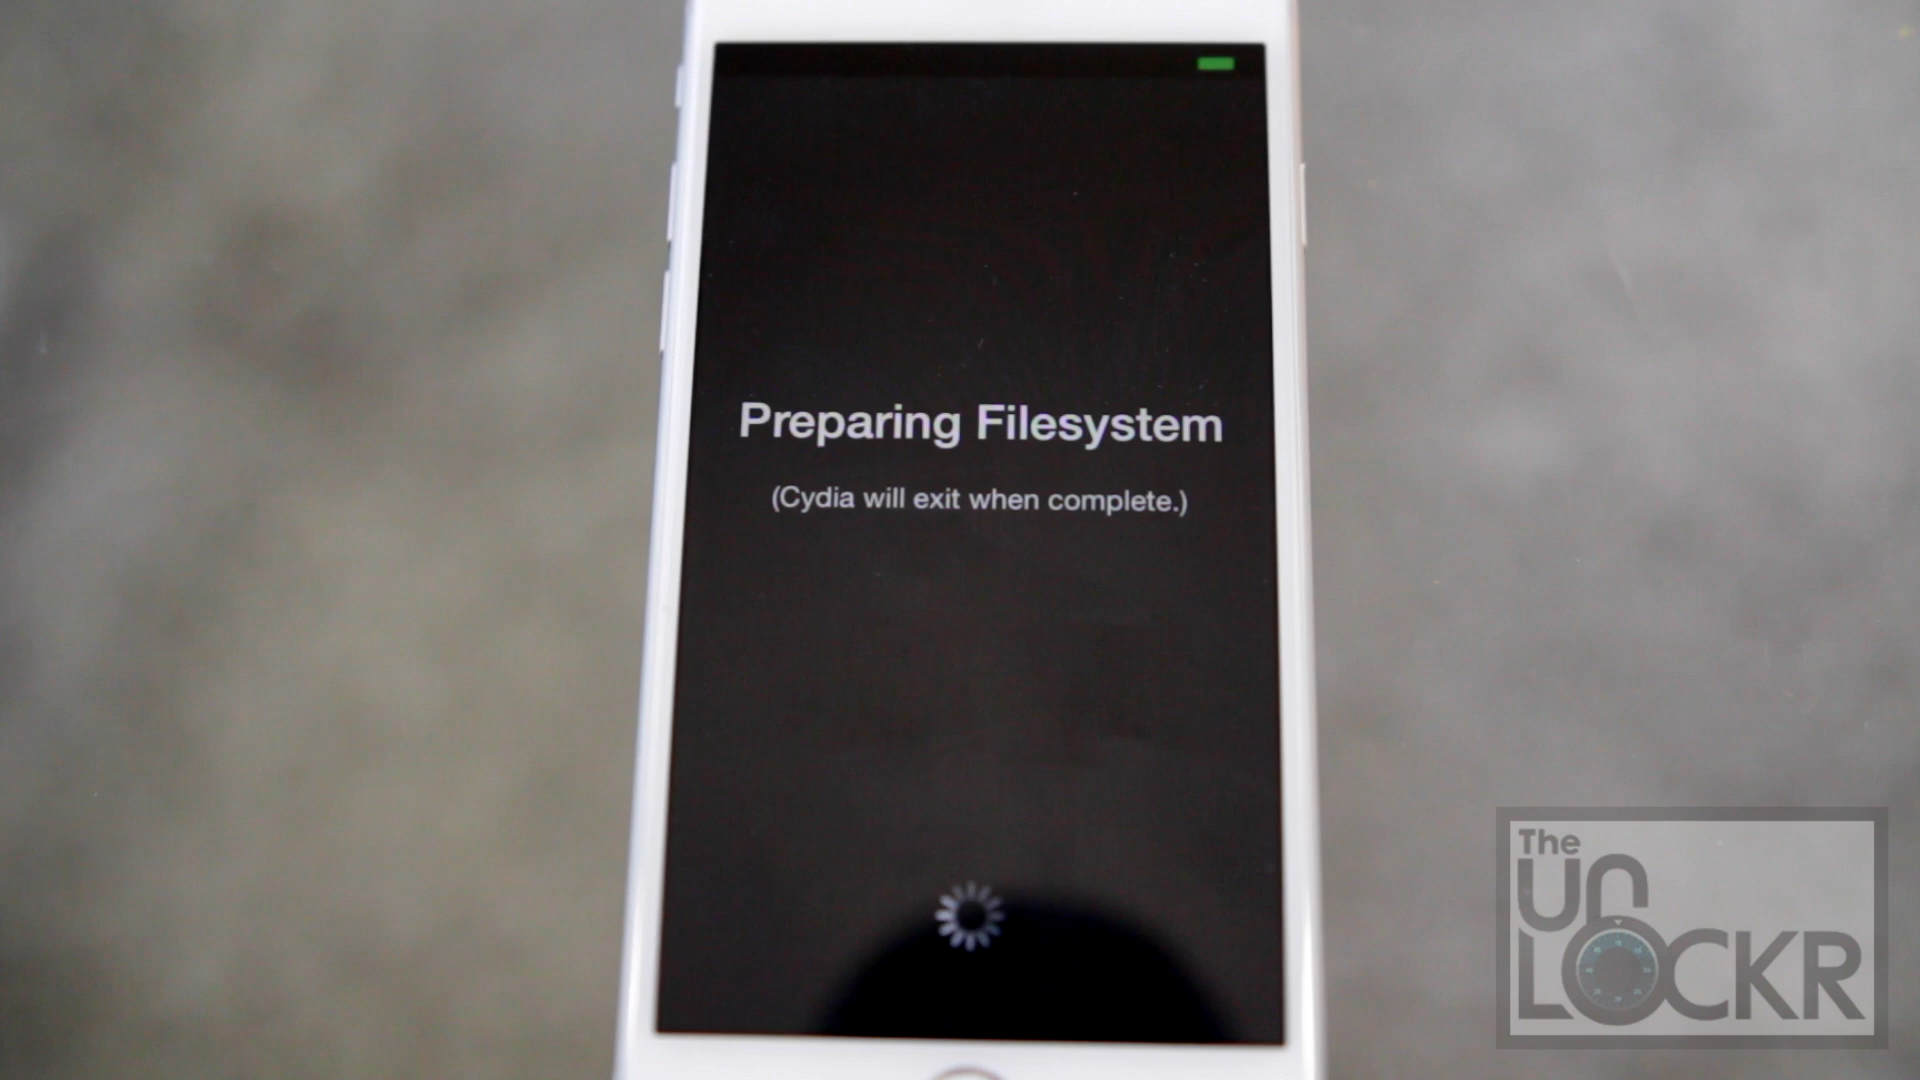 Preparing Filesystem
(Cydia will exit when complete.)
The
Un
LOCKR